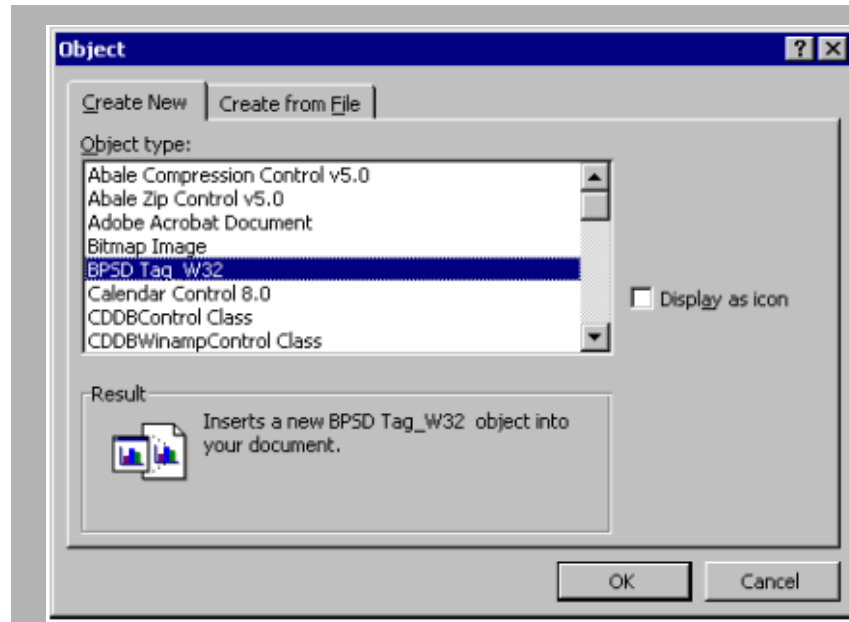 Object
Create New
Create from File
Object type:
Abale Compression Control v5.0
Abale Zip Control v5.0
Adobe Acrobat Document
Bitmap Image
BPSD Tag_W32
Calendar Control 8.0
CDDBControl Class
CDDBWinampControl Class
Display as icon
Result
Inserts a new BPSD Tag_W32 object into
your document.
OK
Cancel